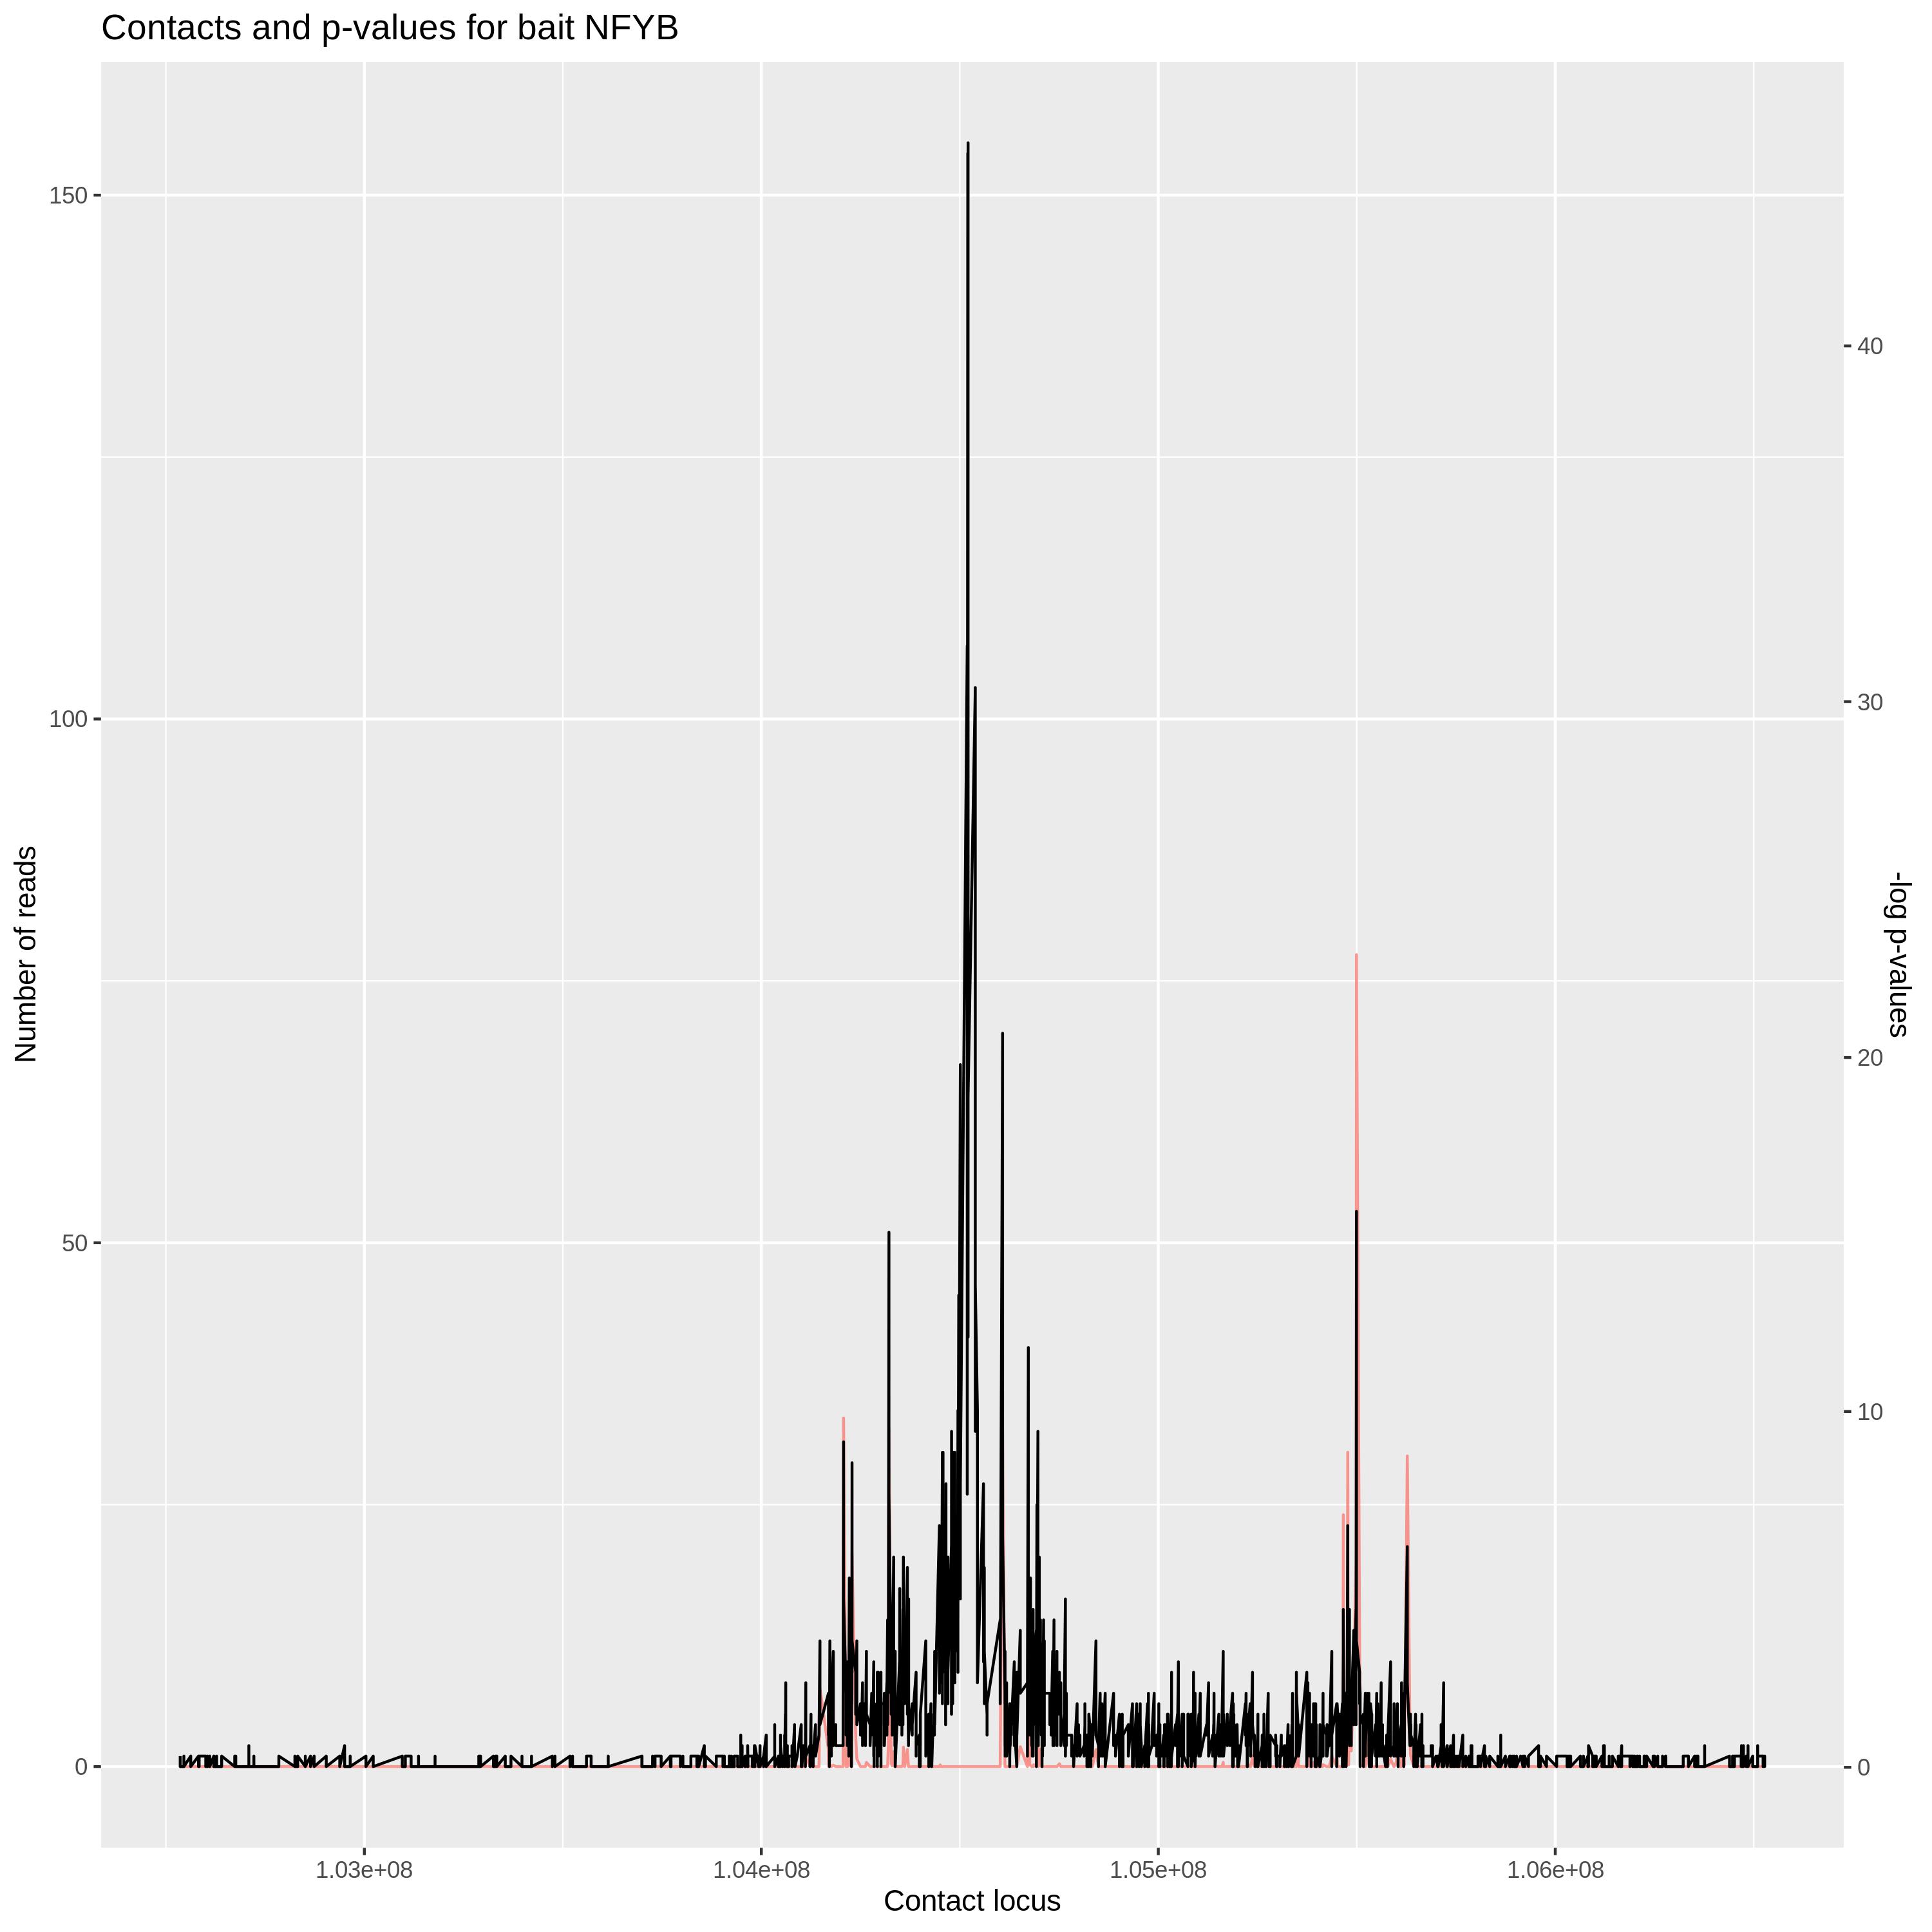 Contacts and p-values for bait NFYB
150
100
50
0
Number of reads
40
30
20
10
0
-log p-values
1.03e+08
1.04e+08
1.05e+08
1.06e+08
Contact locus